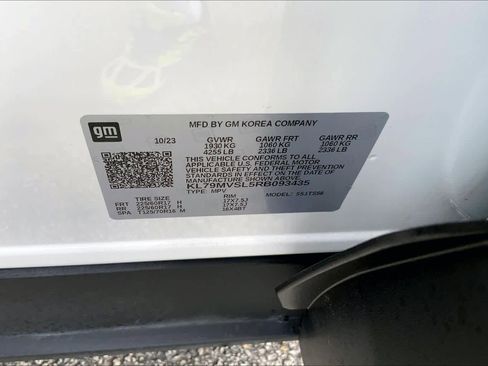 gm
MFD BY GM KOREA COMPANY
10/23 GVWR GAWR FRT GAWR RR
1930 KG 1060 KG 1060 KG
4255 LB 2336 LB 2336 LB
THIS VEHICLE CONFORMS TO ALL
APPLICABLE U.S. FEDERAL MOTOR
VEHICLE SAFETY AND THEFT PREVENTION
STANDARDS IN EFFECT ON THE DATE OF
MANUFACTURE SHOWN ABOVE.
KL79MVSL5RB093435
TYPE: MPV MODEL:
TIRE SIZE RIM
FRT 225/60R17 H 17X7.5J
RR 225/60R17 H 17X7.5J
SPA T125/70R16 M 16X4BT